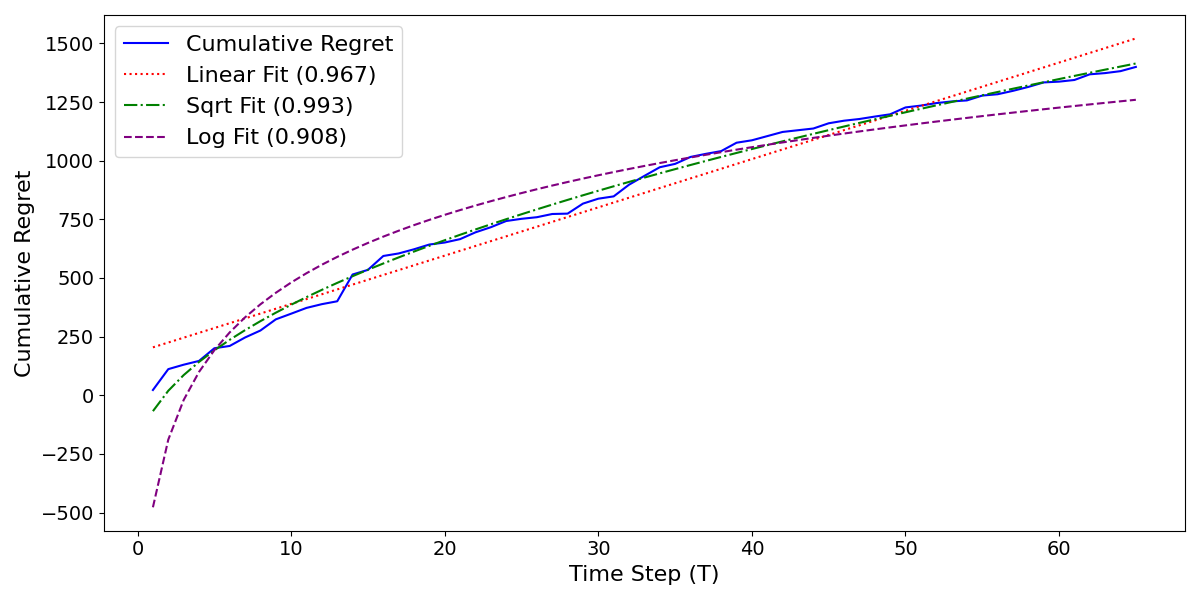 1500
1250
1000
750
500
250
0
−250
−500
Cumulative Regret
Cumulative Regret
Linear Fit (0.967)
Sqrt Fit (0.993)
Log Fit (0.908)
0 10 20 30 40 50 60
Time Step (T)